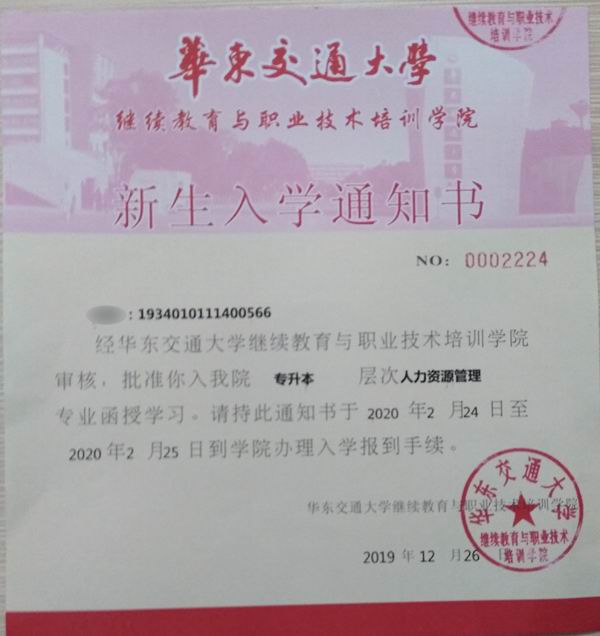 继续教育与职业技术
培训学院
華東交通大學
继续教育与职业技术培训学院
新生入学通知书
NO: 0002224
: 1934010111400566
经华东交通大学继续教育与职业技术培训学院
审核，批准你入我院 专升本 层次人力资源管理
专业函授学习。请持此通知书于 2020 年2 月24 日至
2020 年2 月25 日到学院办理入学报到手续。
华东交通大学继续教育与职业技术培训学院
2019 年 12 月26 日
华东交通大学
继续教育与职业技术
培训学院